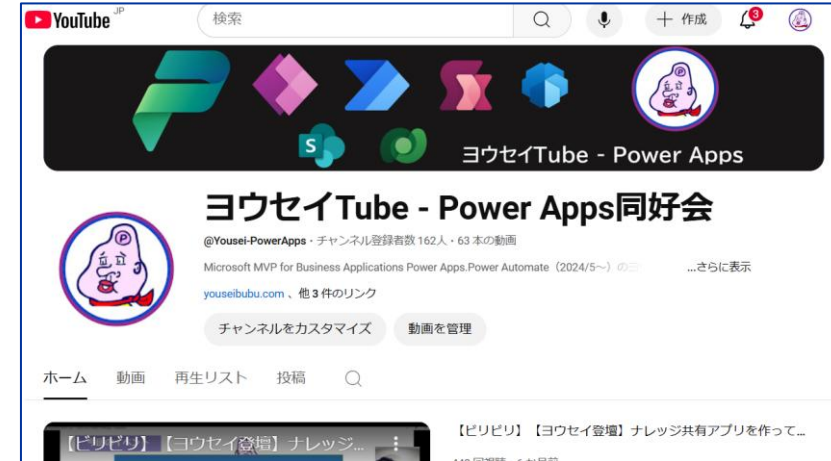 YouTube JP
検索
作成
3
S
P
ヨウセイTube - Power Apps
ヨウセイTube - Power Apps同好会
P
@Yousei-PowerApps・チャンネル登録者数 162人・63 本の動画
Microsoft MVP for Business Applications Power Apps.Power Automate（2024/5～）の
...さらに表示
youseibubu.com 、他 3 件のリンク
チャンネルをカスタマイズ
動画を管理
ホーム
動画
再生リスト
投稿
【ビリビリ】【ヨウセイ登壇】ナレッジ...
【ビリビリ】【ヨウセイ登壇】ナレッジ共有アプリを作って...